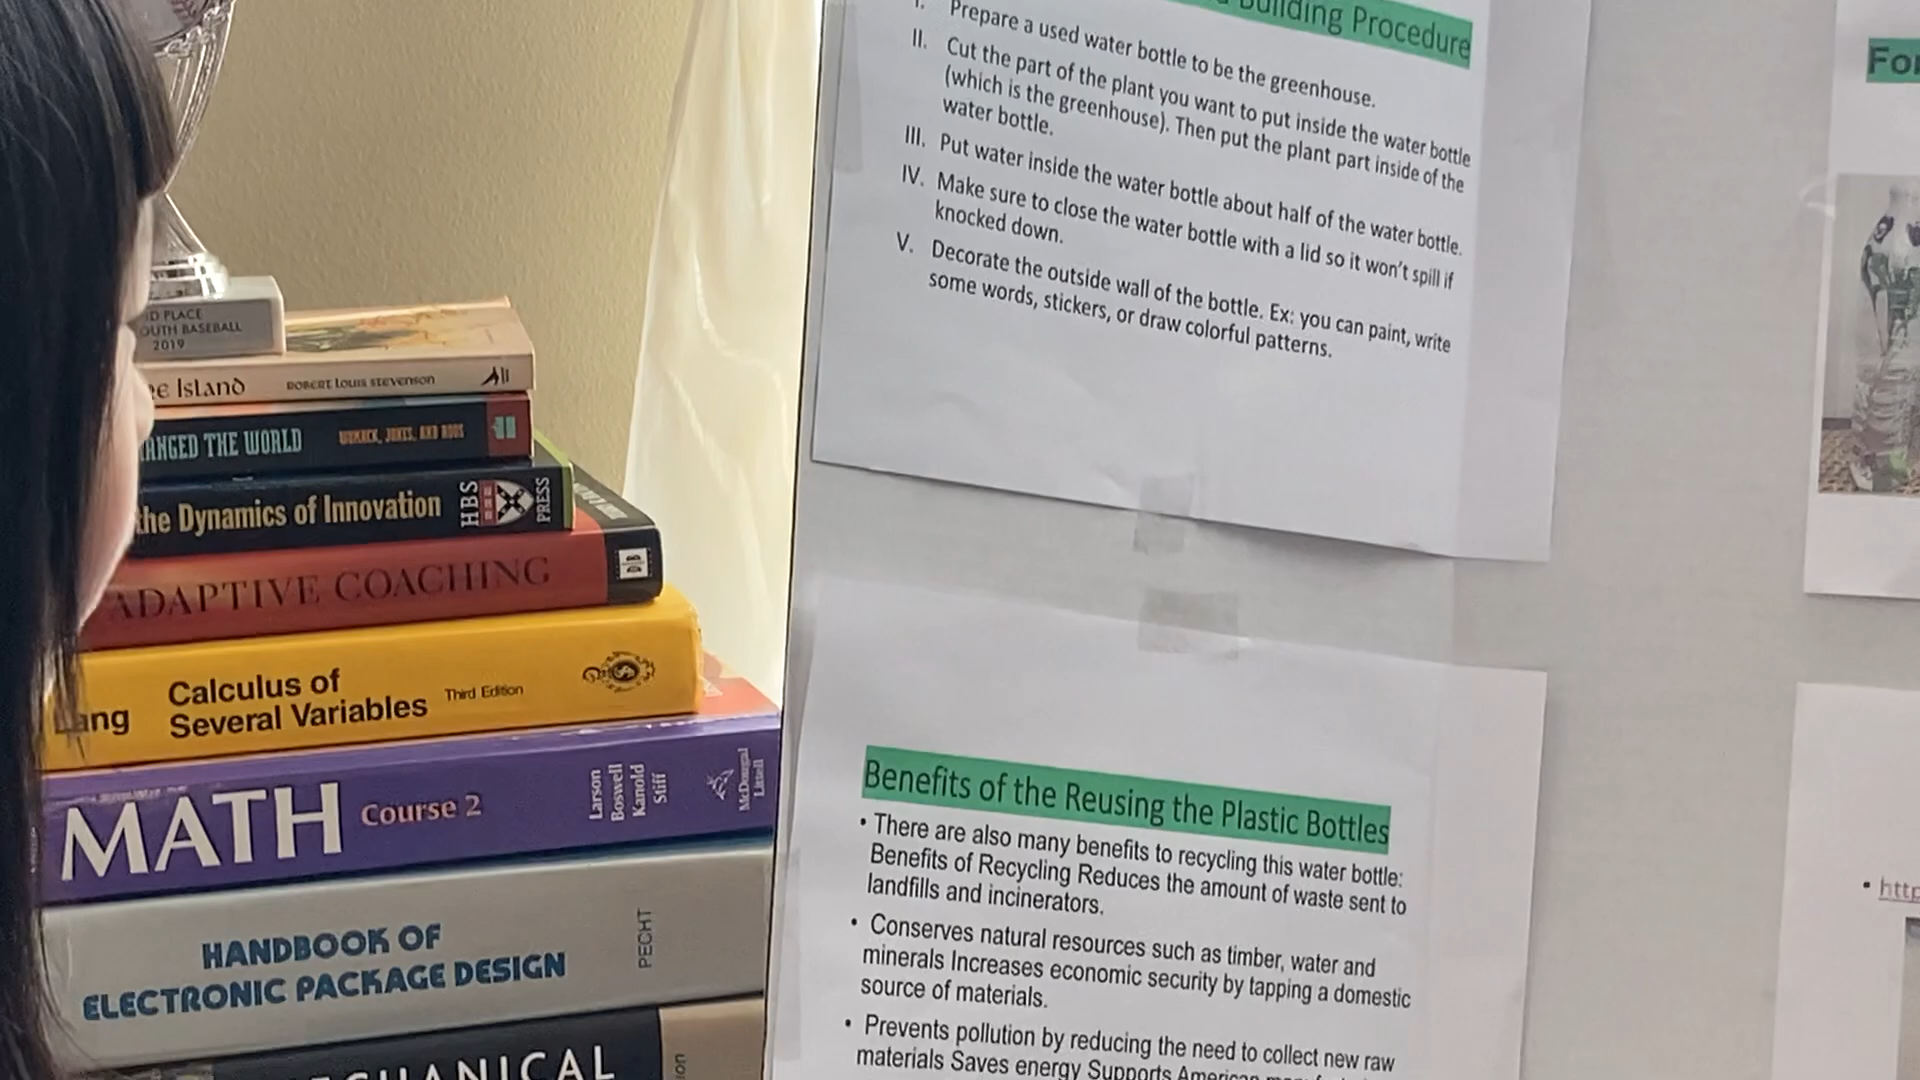 D PLACE
OUTH BASEBALL
2019
e Island ROBERT LOUIS STEVENSON
ANGED THE WORLD WOMACK, JONES, AND ROOS
the Dynamics of Innovation HBS PRESS
ADAPTIVE COACHING
Lang Calculus of
Several Variables Third Edition
MATH Course 2
Larson
Boswell
Kanold
Stiff
McDougal
Littell
HANDBOOK OF
ELECTRONIC PACKAGE DESIGN
PECHT
CHANICAL
ion
Building Procedure
I. Prepare a used water bottle to be the greenhouse.
II. Cut the part of the plant you want to put inside the water bottle
(which is the greenhouse). Then put the plant part inside of the
water bottle.
III. Put water inside the water bottle about half of the water bottle.
IV. Make sure to close the water bottle with a lid so it won't spill if
knocked down.
V. Decorate the outside wall of the bottle. Ex: you can paint, write
some words, stickers, or draw colorful patterns.
Benefits of the Reusing the Plastic Bottles
• There are also many benefits to recycling this water bottle:
Benefits of Recycling Reduces the amount of waste sent to
landfills and incinerators.
• Conserves natural resources such as timber, water and
minerals Increases economic security by tapping a domestic
source of materials.
• Prevents pollution by reducing the need to collect new raw
materials Saves energy Supports American
For
• http